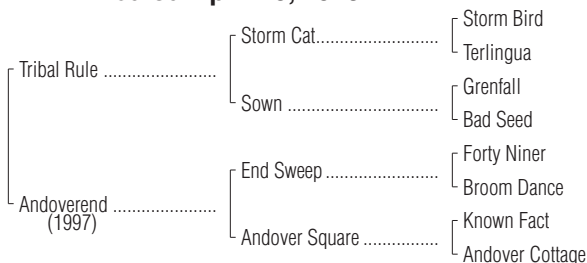 Storm Bird
Storm Cat..............................
Terlingua
Tribal Rule ........................
Grenfall
Sown .....................................
Bad Seed
Forty Niner
End Sweep ...........................
Broom Dance
Andoverend ......................
(1997)
Known Fact
Andover Square ..................
Andover Cottage